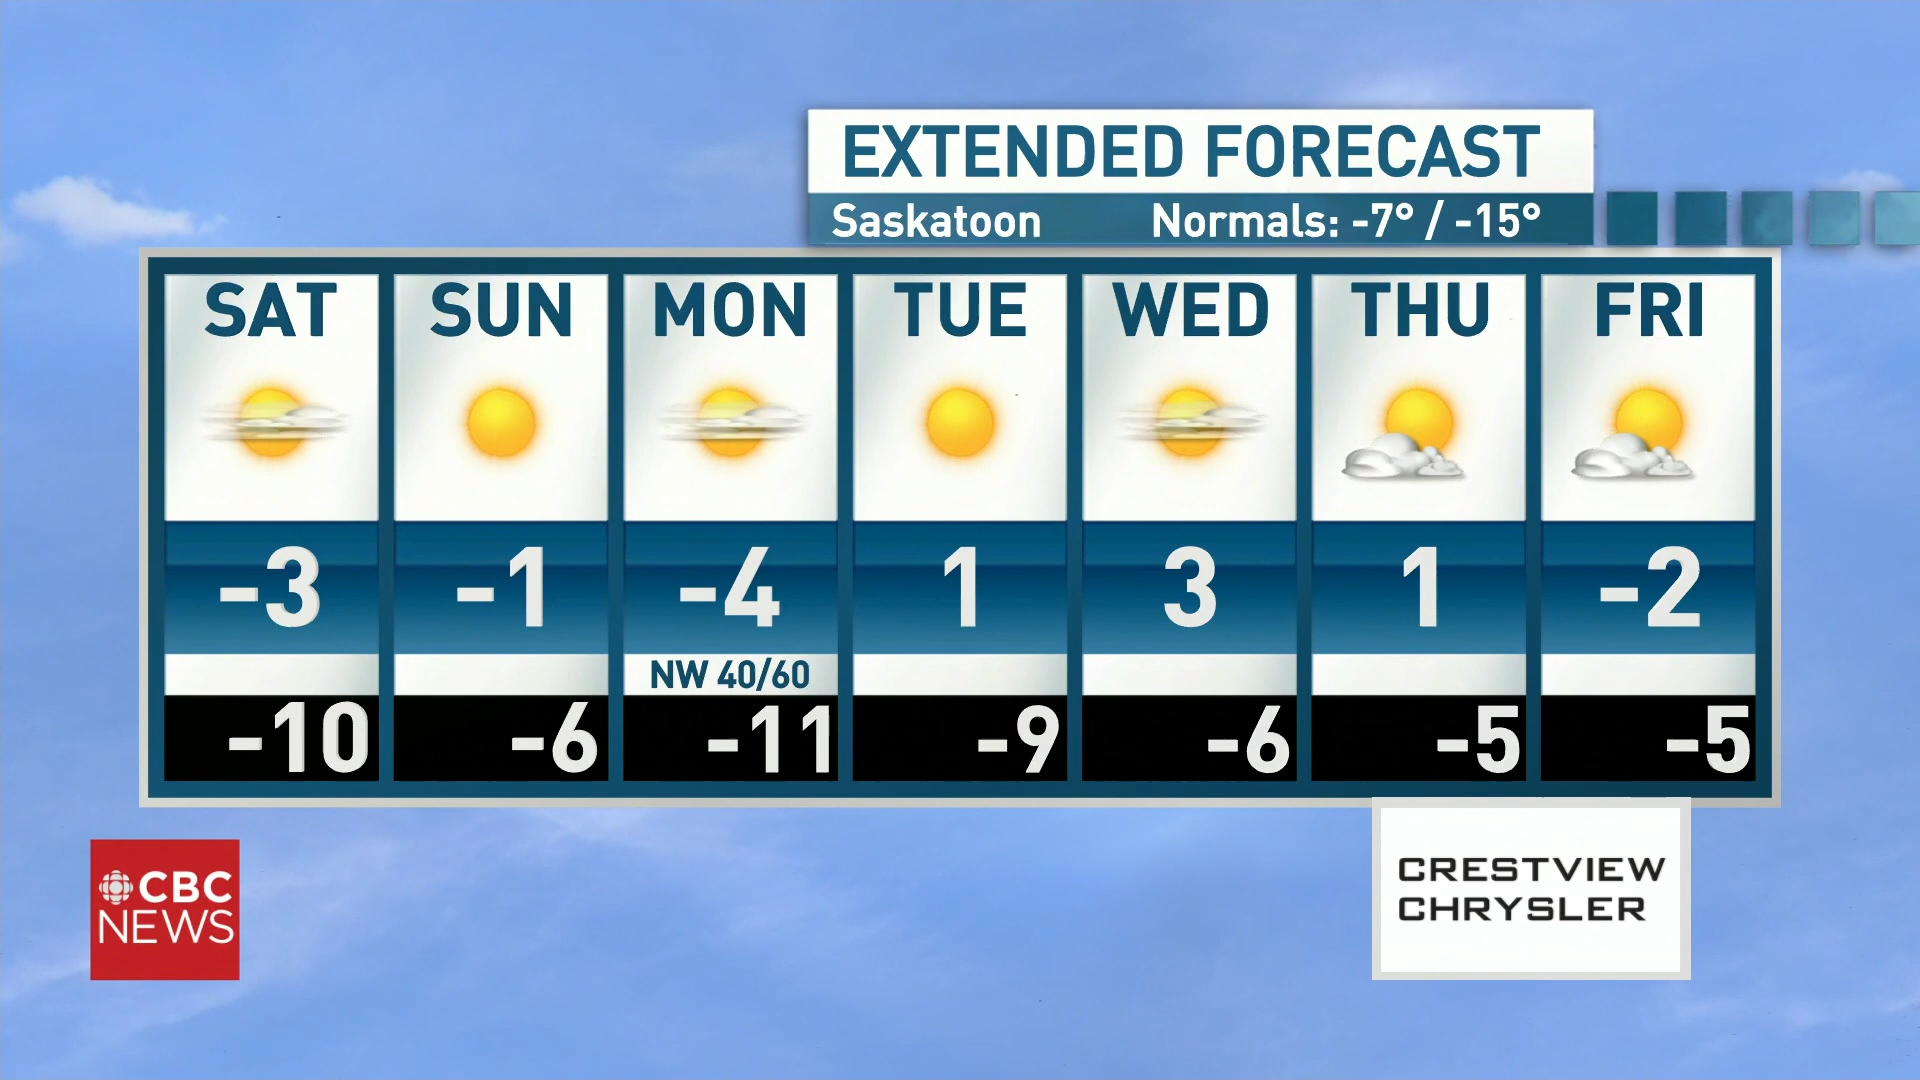 EXTENDED FORECAST
Saskatoon Normals: -7° / -15°
SAT SUN MON TUE WED THU FRI
-3 -1 -4 1 3 1 -2
NW 40/60
-10 -6 -11 -9 -6 -5 -5
CBC
NEWS
CRESTVIEW
CHRYSLER